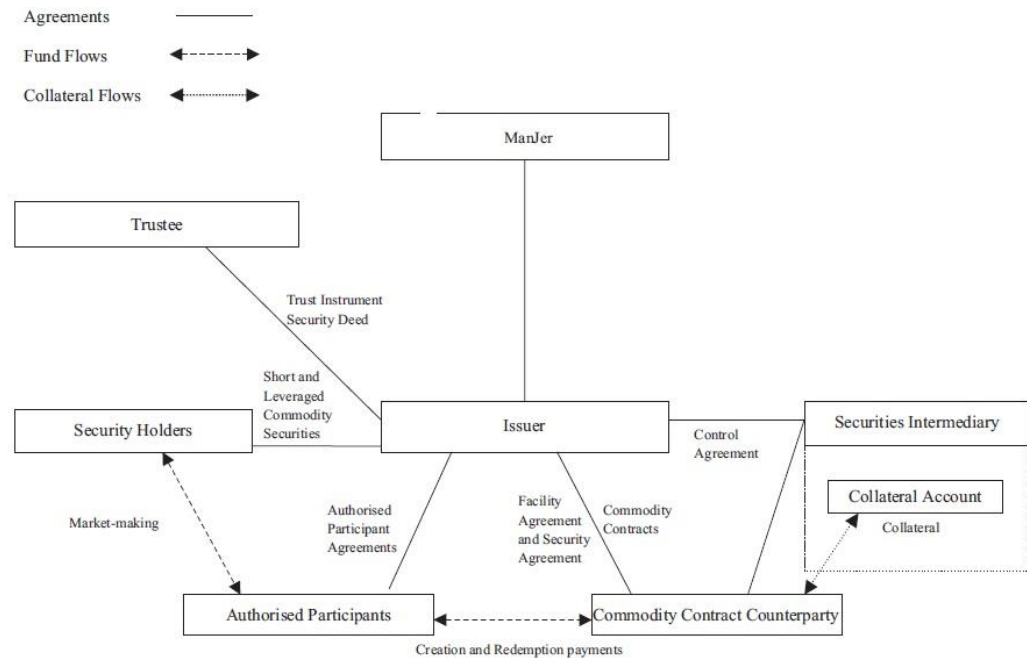 Agreements
Fund Flows
Collateral Flows
ManJer
Trustee
Trust Instrument
Security Deed
Short and
Leveraged
Commodity
Securities
Security Holders
Issuer
Control
Agreement
Securities Intermediary
Collateral Account
Collateral
Market-making
Authorised
Participant
Agreements
Facility
Agreement
and Security
Agreement
Commodity
Contracts
Authorised Participants
Commodity Contract Counterparty
Creation and Redemption payments